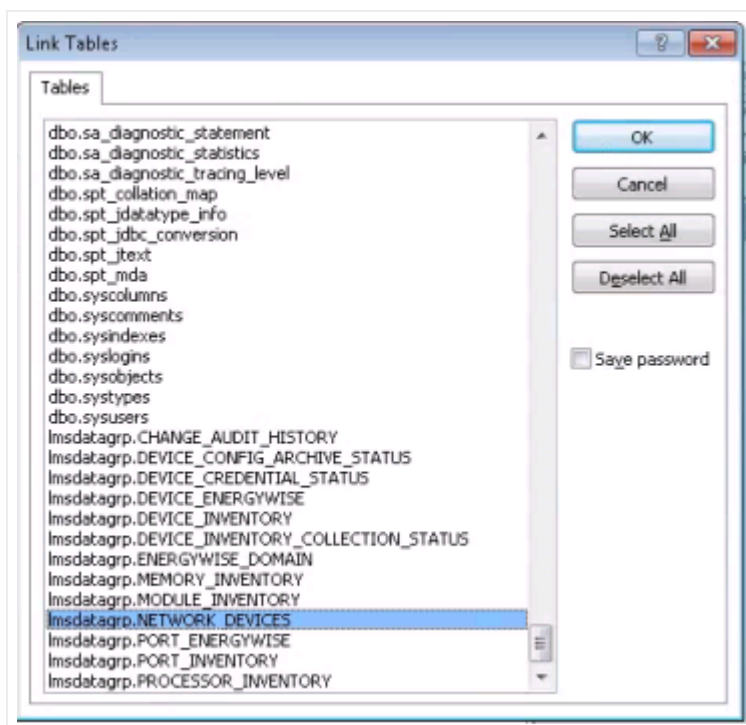 Link Tables
Tables
dbo.sa_diagnostic_statement
dbo.sa_diagnostic_statistics
dbo.sa_diagnostic_tracing_level
dbo.spt_collation_map
dbo.spt_jdatatype_info
dbo.spt_jdbc_conversion
dbo.spt_jtext
dbo.spt_mda
dbo.syscolumns
dbo.syscomments
dbo.sysindexes
dbo.syslogins
dbo.sysobjects
dbo.systypes
dbo.sysusers
lmsdatagrp.CHANGE_AUDIT_HISTORY
lmsdatagrp.DEVICE_CONFIG_ARCHIVE_STATUS
lmsdatagrp.DEVICE_CREDENTIAL_STATUS
lmsdatagrp.DEVICE_ENERGYWISE
lmsdatagrp.DEVICE_INVENTORY
lmsdatagrp.DEVICE_INVENTORY_COLLECTION_STATUS
lmsdatagrp.ENERGYWISE_DOMAIN
lmsdatagrp.MEMORY_INVENTORY
lmsdatagrp.MODULE_INVENTORY
lmsdatagrp.NETWORK_DEVICES
lmsdatagrp.PORT_ENERGYWISE
lmsdatagrp.PORT_INVENTORY
lmsdatagrp.PROCESSOR_INVENTORY
OK
Cancel
Select All
Deselect All
Save password